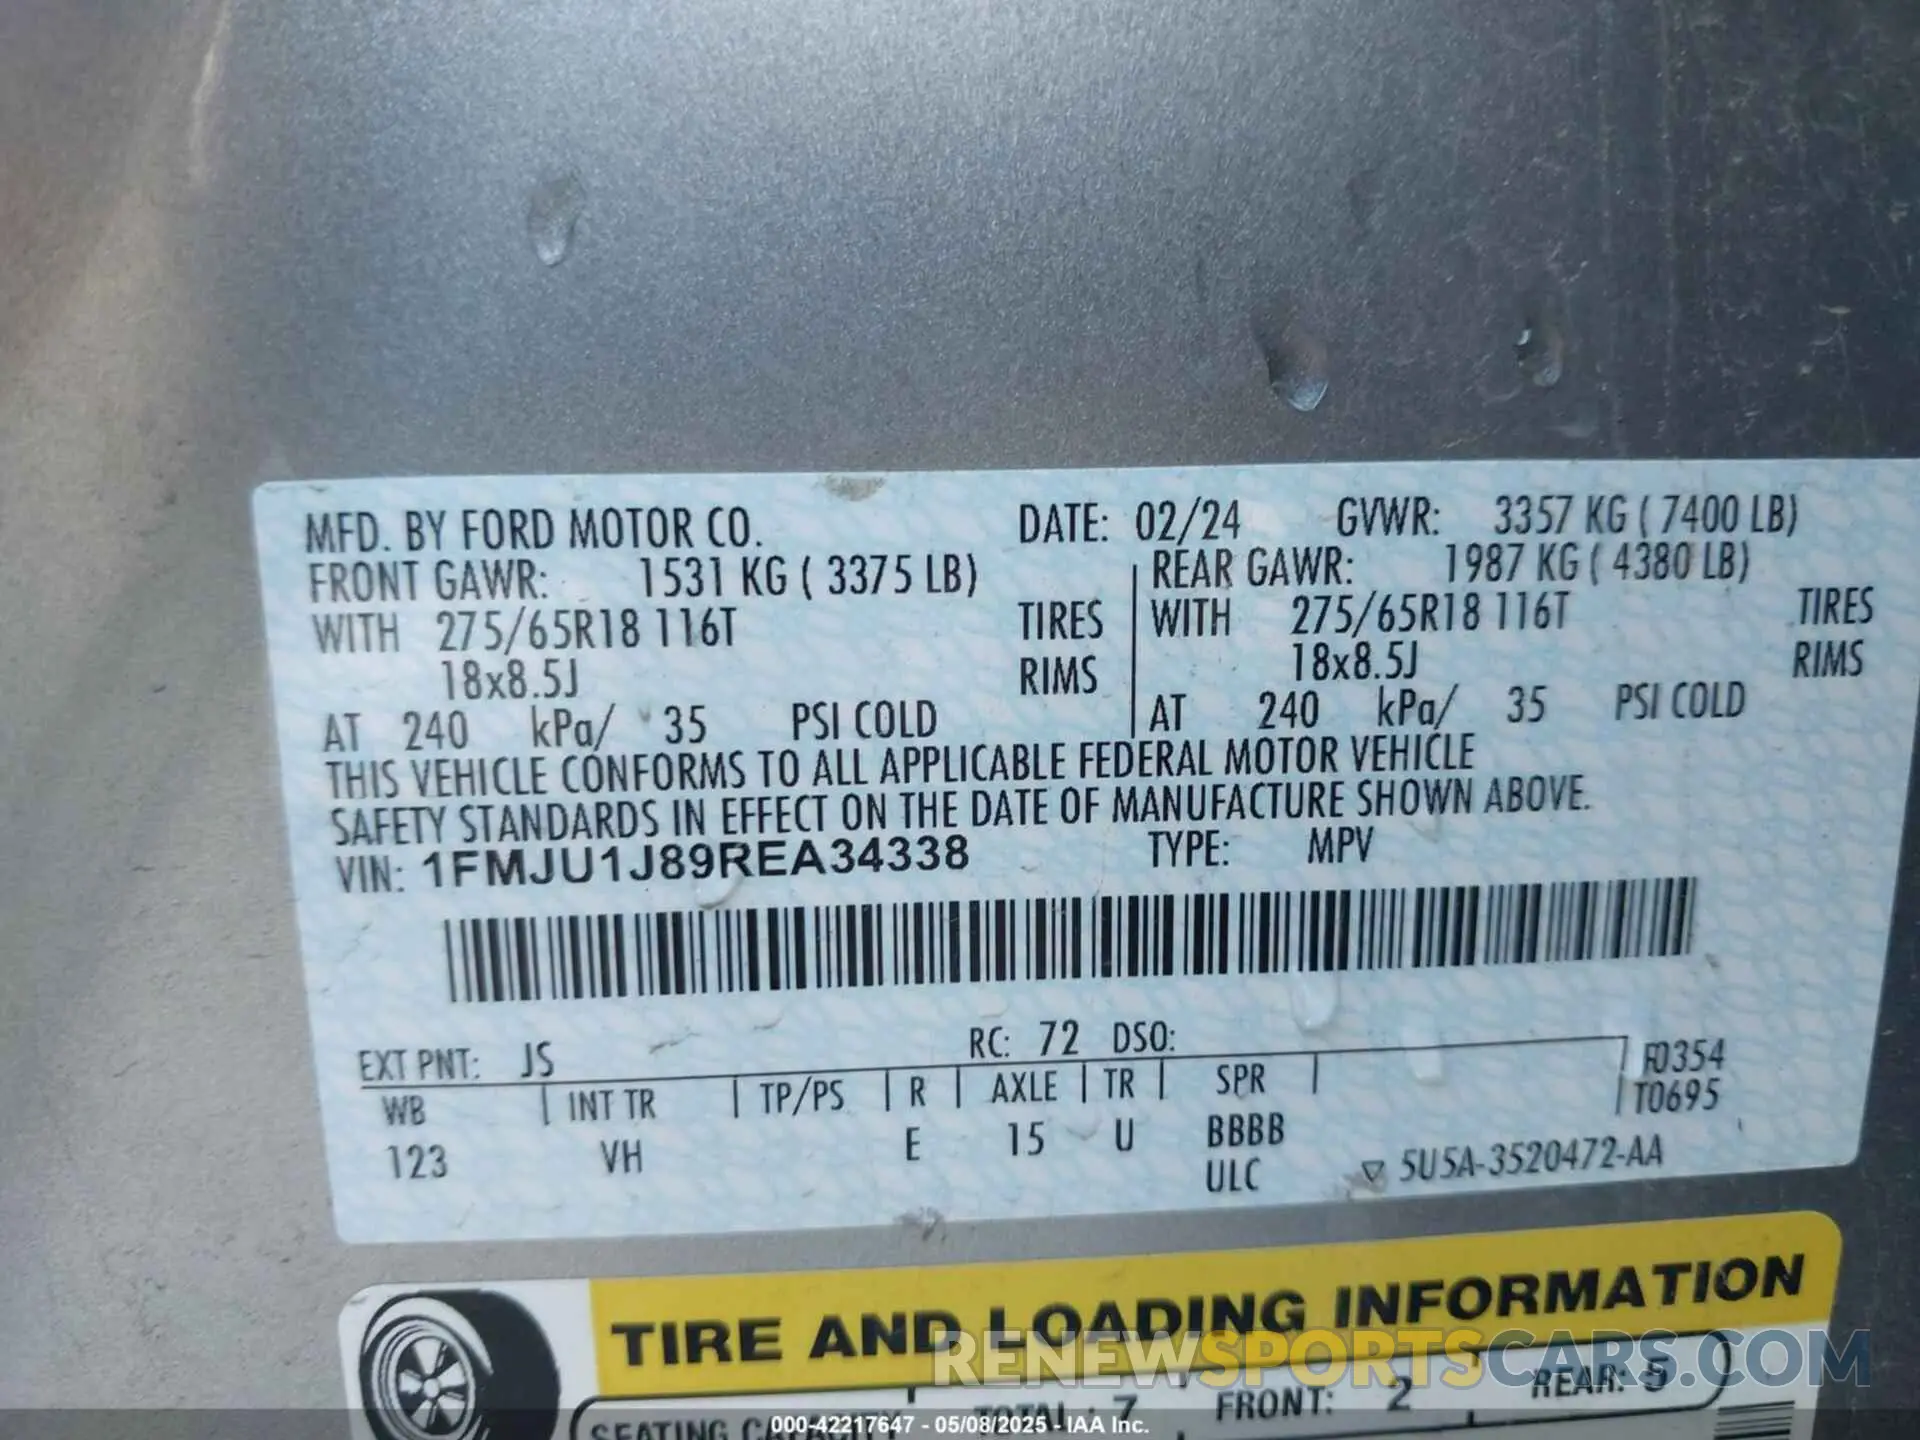 MFD. BY FORD MOTOR CO. DATE: 02/24 GVWR: 3357 KG ( 7400 LB)
FRONT GAWR: 1531 KG ( 3375 LB) REAR GAWR: 1987 KG ( 4380 LB)
WITH 275/65R18 116T TIRES WITH 275/65R18 116T TIRES
18x8.5J RIMS 18x8.5J RIMS
AT 240 kPa/ 35 PSI COLD AT 240 kPa/ 35 PSI COLD
THIS VEHICLE CONFORMS TO ALL APPLICABLE FEDERAL MOTOR VEHICLE
SAFETY STANDARDS IN EFFECT ON THE DATE OF MANUFACTURE SHOWN ABOVE.
VIN: 1FMJU1J89REA34338 TYPE: MPV
EXT PNT: JS RC: 72 DSO: F0354
WB INT TR TP/PS R AXLE TR SPR T0695
123 VH E 15 U BBBB
ULC ▽ 5U5A-3520472-AA
TIRE AND LOADING INFORMATION
RENEWSPORTSCARS.COM
SEATING CAPACITY TOTAL: 7 FRONT: 2 REAR: 5
000-42217647 - 05/08/2025 - IAA Inc.